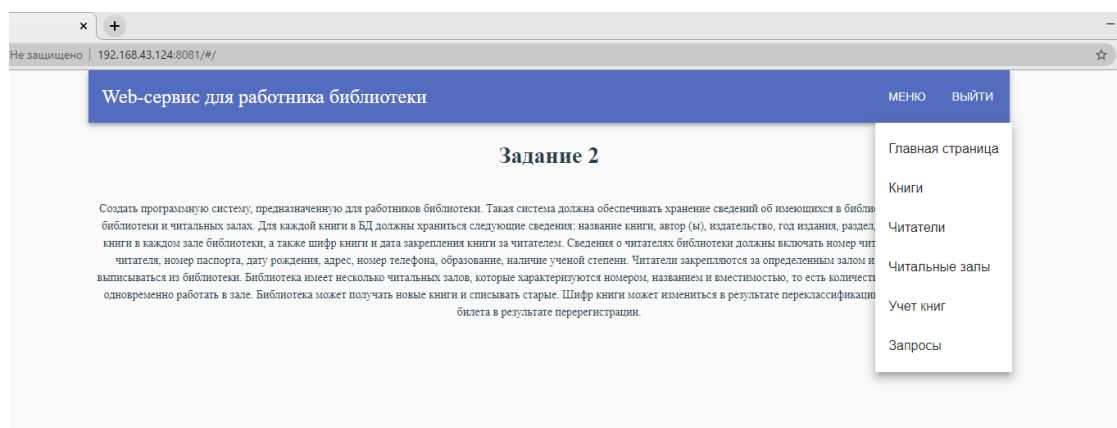 Не защищено 192.168.43.124:8081/#/
Web-сервис для работника библиотеки МЕНЮ ВЫЙТИ
Задание 2
Создать программную систему, предназначенную для работников библиотеки. Такая система должна обеспечивать хранение сведений об имеющихся в
библиотеки и читальных залах. Для каждой книги в БД должны храниться следующие сведения: название книги, автор (ы), издательство, год издания, раздел,
книги в каждом зале библиотеки, а также шифр книги и дата закрепления книги за читателем. Сведения о читателях библиотеки должны включать номер
читателя, номер паспорта, дату рождения, адрес, номер телефона, образование, наличие ученой степени. Читатели закрепляются за определенным залом и
выписываться из библиотеки. Библиотека имеет несколько читальных залов, которые характеризуются номером, названием и вместимостью, то есть
одновременно работать в зале. Библиотека может получать новые книги и списывать старые. Шифр книги может измениться в результате
билета в результате перерегистрации.
Главная страница
Книги
Читатели
Читальные залы
Учет книг
Запросы